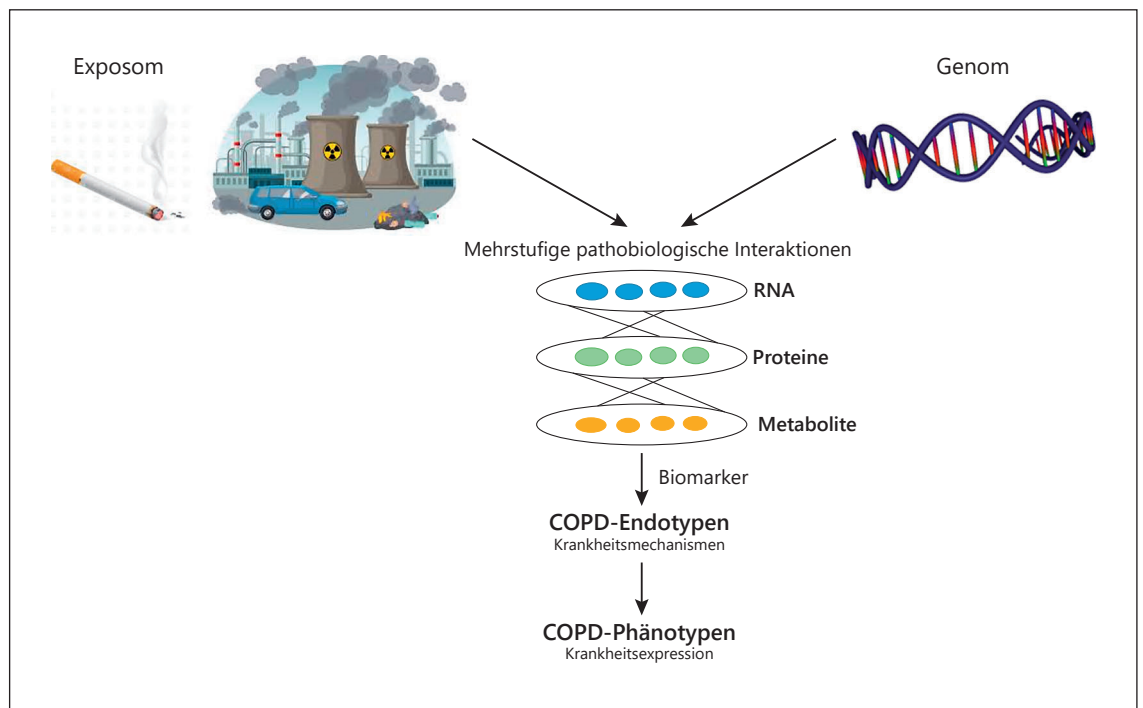 Exposom
Genom
Mehrstufige pathobiologische Interaktionen
RNA
Proteine
Metabolite
Biomarker
COPD-Endotypen
Krankheitsmechanismen
COPD-Phänotypen
Krankheitsexpression